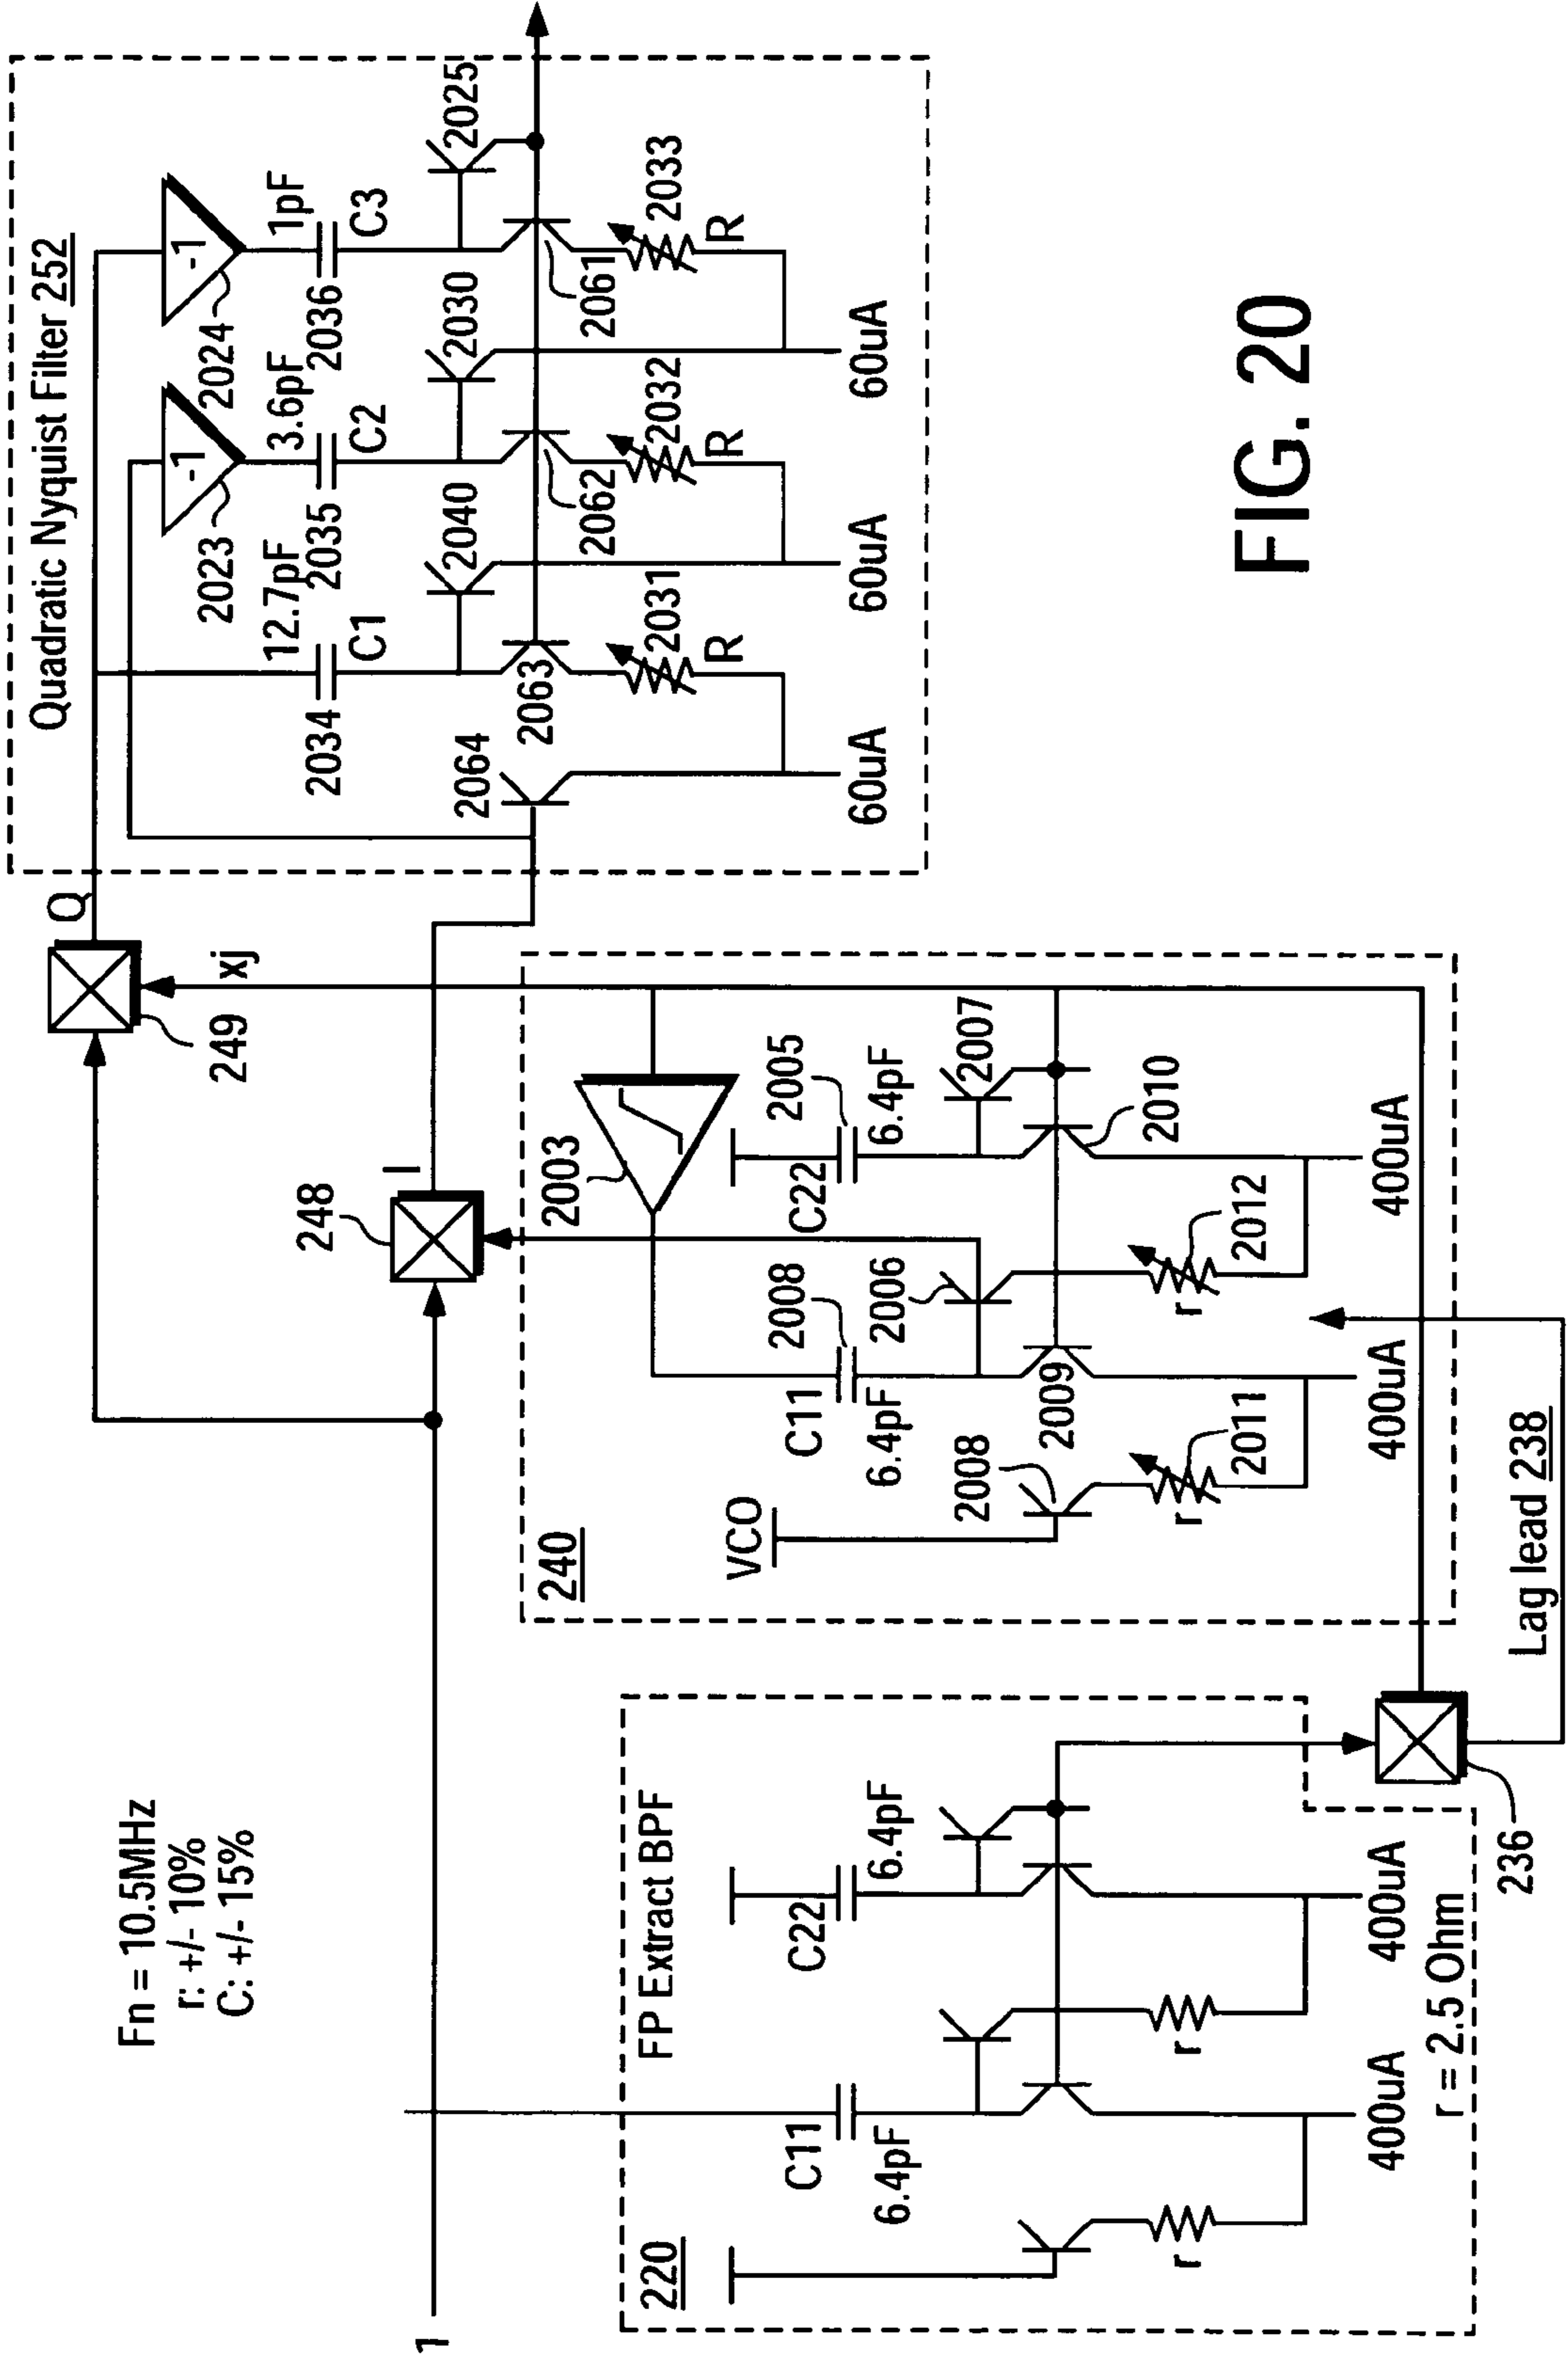 Fn = 10.5MHz
r: +/- 10%
C: +/- 15%
1
248
I
249
xj
Q
Quadratic Nyquist Filter 252
-1
2023
-1
2024
12.7pF
2034
C1
3.6pF
2035
C2
1pF
2036
C3
2064
2040
2030
2025
2063
2062
2061
2031
R
2032
R
2033
R
60uA
60uA
60uA
220
FP Extract BPF
C11
6.4pF
C22
6.4pF
r
r
400uA
400uA
r = 2.5 Ohm
236
Lag lead 238
240
VCO
2003
C11
2008
6.4pF
C22
2005
6.4pF
2008
2006
2007
2009
2010
r
2011
r
2012
400uA
400uA
FIG. 20